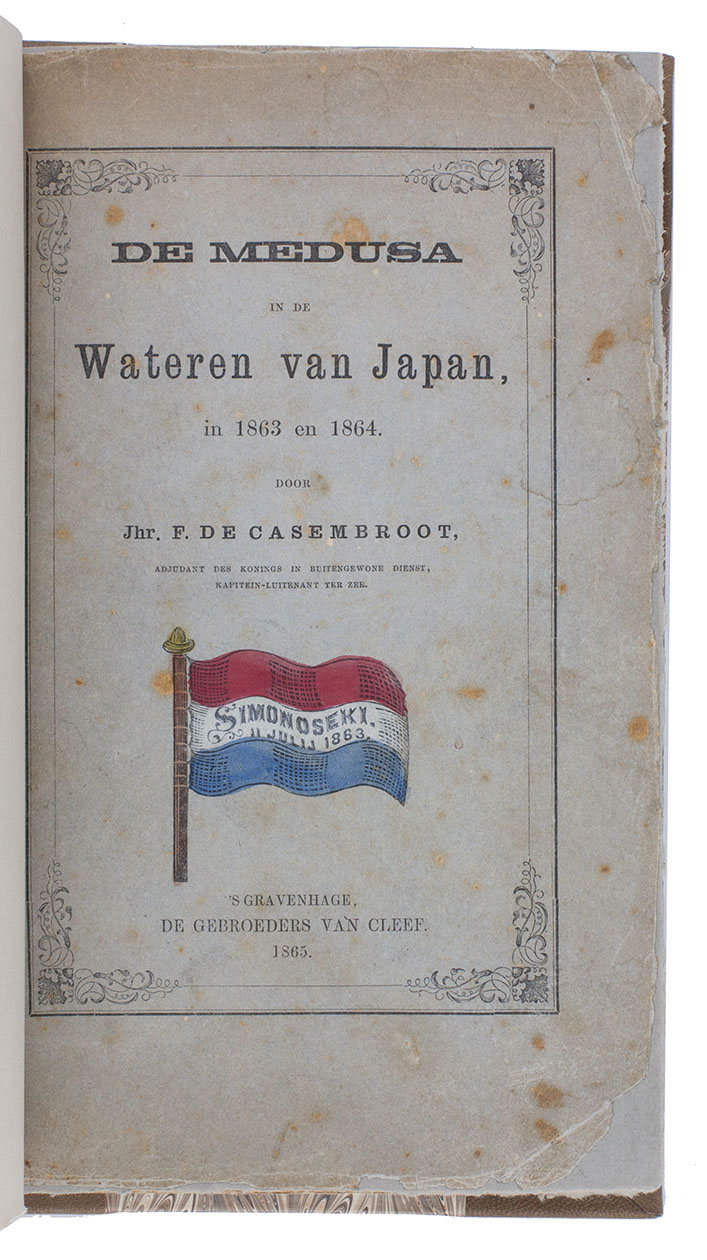 DE MEDUSA
IN DE
Wateren van Japan,
in 1863 en 1864.
DOOR
Jhr. F. DE CASEMBROOT,
ADJUDANT DES KONINGS IN BUITENGEWONE DIENST,
KAPITEIN-LUITENANT TER ZEE.
SIMONOSEKI.
11 JULIJ 1863.
'S GRAVENHAGE,
DE GEBROEDERS VAN CLEEF.
1865.